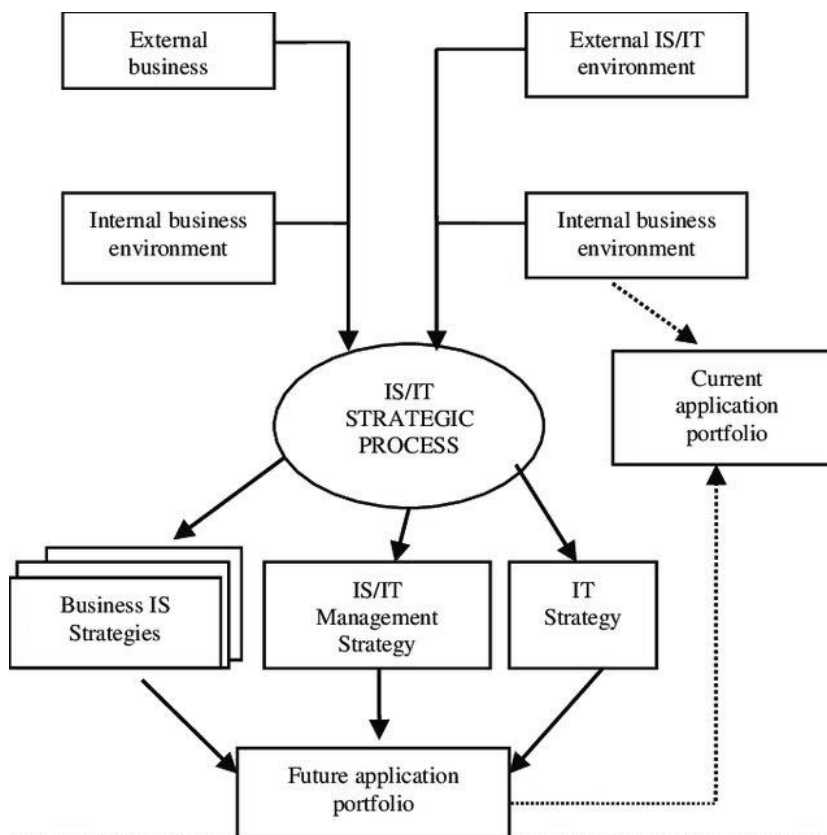 External
business
External IS/IT
environment
Internal business
environment
Internal business
environment
IS/IT
STRATEGIC
PROCESS
Current
application
portfolio
Business IS
Strategies
IS/IT
Management
Strategy
IT
Strategy
Future application
portfolio